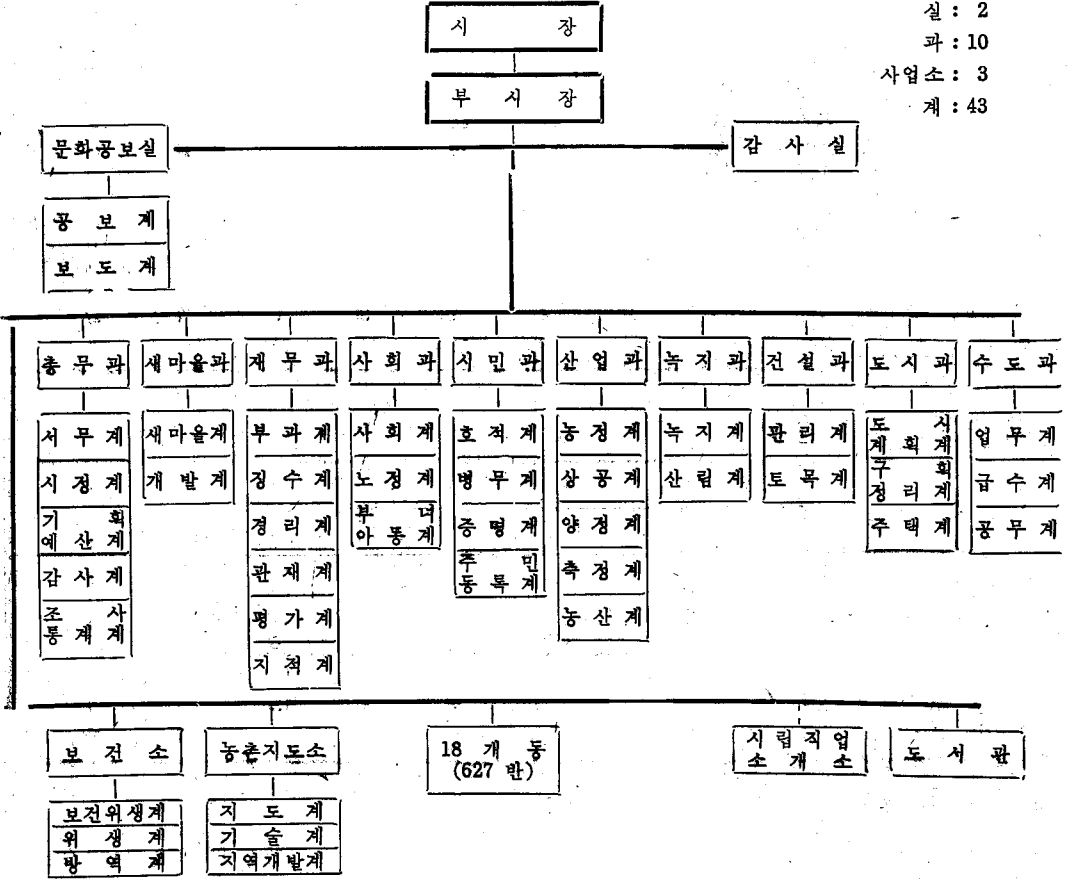 시 장
실 : 2
과 : 10
사업소 : 3
계 : 43
부 시 장
문화공보실
감 사 실
공 보 계
보 도 계
총 무 과
새마을과
재 무 과
사 회 과
시 민 과
산 업 과
녹 지 과
건 설 과
도 시 과
수 도 과
서 무 계
시 정 계
기 획
예 산 계
감 사 계
조 사
통 계 계
새마을계
개 발 계
부 과 계
징 수 계
경 리 계
관 재 계
평 가 계
지 적 계
사 회 계
노 정 계
부 녀
아 동 계
호 적 계
병 무 계
증 명 계
주 민
등 록 계
농 정 계
상 공 계
양 정 계
축 정 계
농 산 계
녹 지 계
산 림 계
관 리 계
토 목 계
도 시
계 획 계
구 획
정 리 계
주 택 계
업 무 계
급 수 계
공 무 계
보 건 소
농촌지도소
18 개 동
(627 반)
시 립 직 업
소 개 소
도 서 관
보건위생계
위 생 계
방 역 계
지 도 계
기 술 계
지역개발계